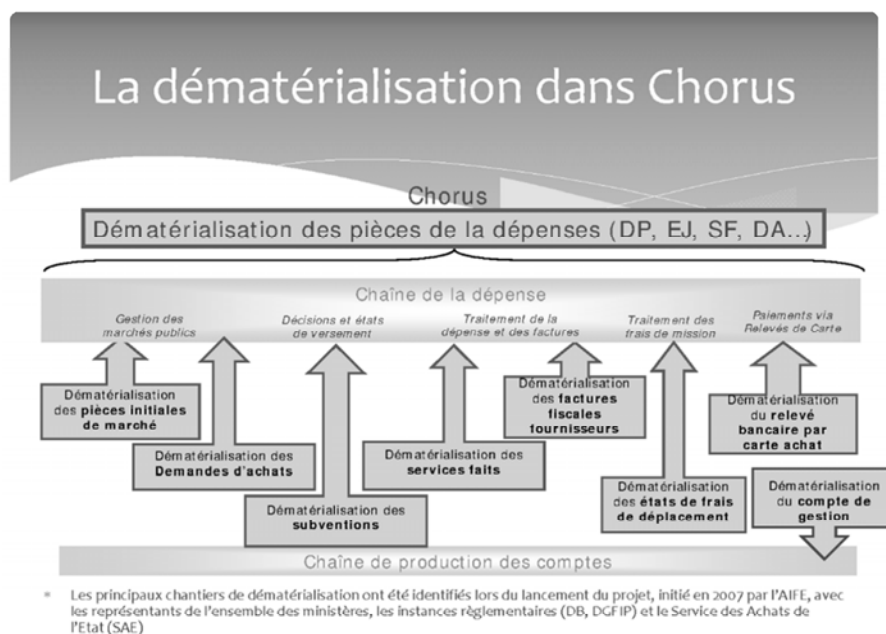 La dématérialisation dans Chorus
Chorus
Dématérialisation des pièces de la dépenses (DP, EJ, SF, DA...)
Chaîne de la dépense
Gestion des
marchés publics
Décisions et états
de versement
Traitement de la
dépense et des factures
Traitement des
frais de mission
Paiements via
Relevés de Carte
Dématérialisation
des pièces initiales
de marché
Dématérialisation des
Demandes d'achats
Dématérialisation des
subventions
Dématérialisation des
services faits
Dématérialisation
des factures
fiscales
fournisseurs
Dématérialisation
des états de frais
de déplacement
Dématérialisation
du relevé
bancaire par
carte achat
Dématérialisation
du compte de
gestion
Chaîne de production des comptes
Les principaux chantiers de dématérialisation ont été identifiés lors du lancement du projet, initié en 2007 par l'AIFE, avec
les représentants de l'ensemble des ministères, les instances règlementaires (DB, DGFIP) et le Service des Achats de
l'Etat (SAE)